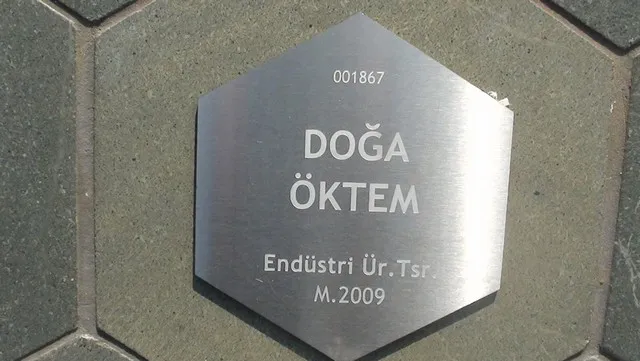 001867
DOĞA
ÖKTEM
Endüstri Ür.Tsr.
M.2009